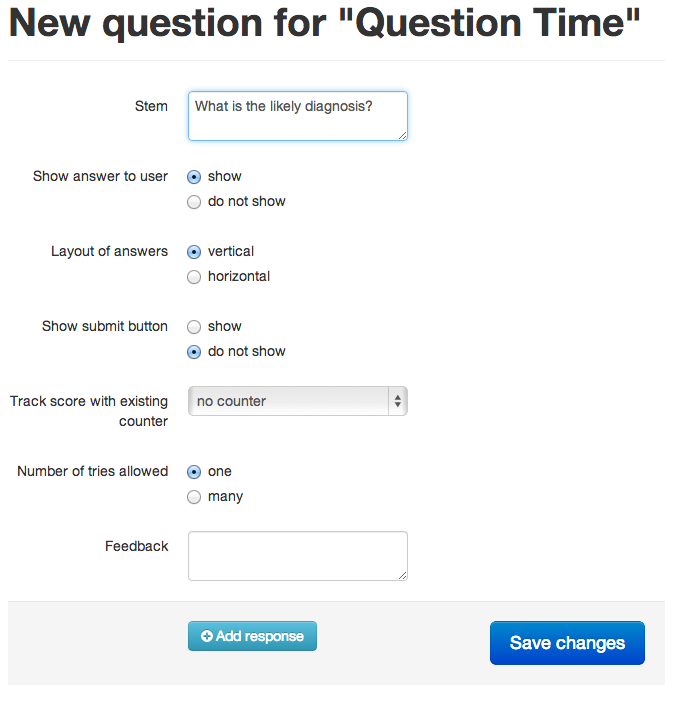 New question for "Question Time"
Stem
What is the likely diagnosis?
Show answer to user
show
do not show
Layout of answers
vertical
horizontal
Show submit button
show
do not show
Track score with existing
counter
no counter
Number of tries allowed
one
many
Feedback
Add response
Save changes